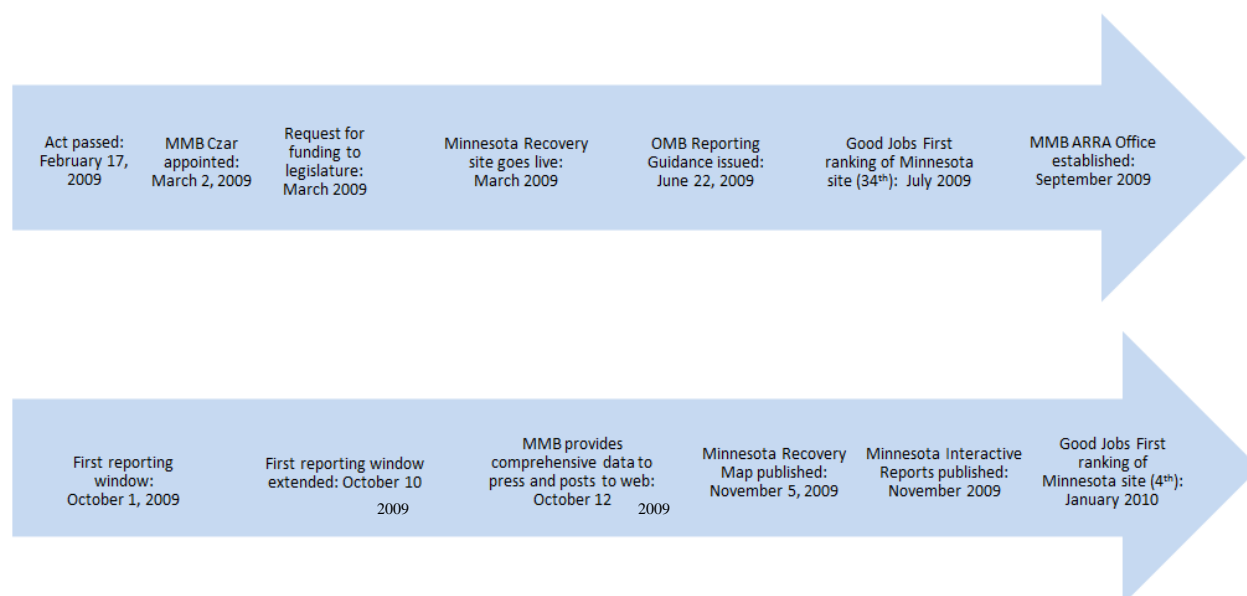 Act passed:
February 17,
2009
MMB Czar
appointed:
March 2, 2009
Request for
funding to
legislature:
March 2009
Minnesota Recovery
site goes live:
March 2009
OMB Reporting
Guidance issued:
June 22, 2009
Good Jobs First
ranking of Minnesota
site (34th): July 2009
MMB ARRA Office
established:
September 2009
First reporting
window:
October 1, 2009
First reporting window
extended: October 10
2009
MMB provides
comprehensive data to
press and posts to web:
October 12
2009
Minnesota Recovery
Map published:
November 5, 2009
Minnesota Interactive
Reports published:
November 2009
Good Jobs First
ranking of
Minnesota site (4th):
January 2010